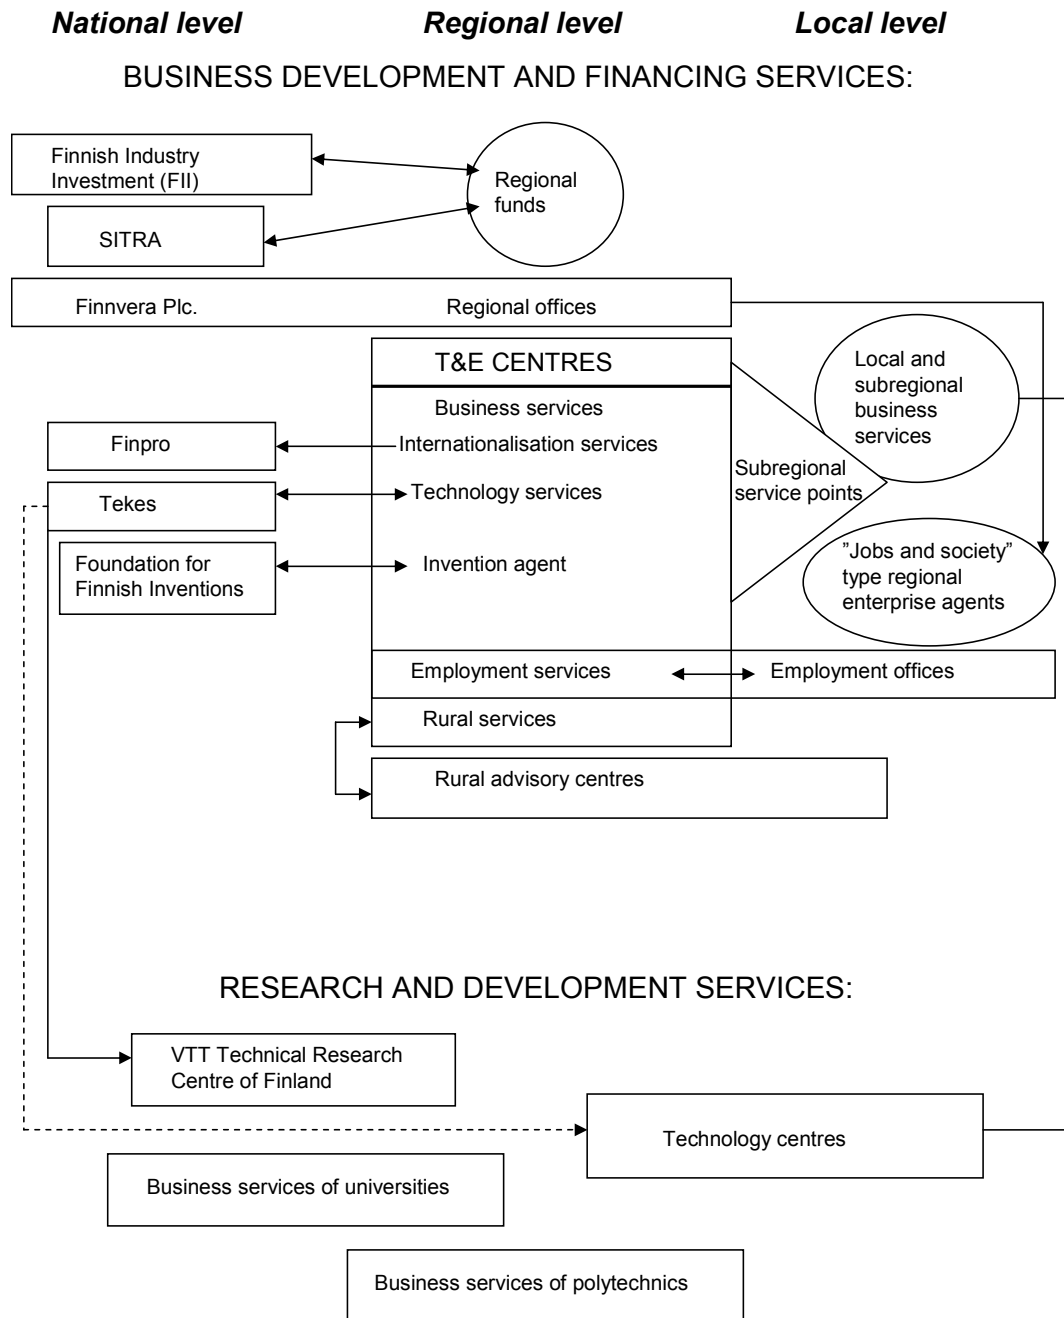 National level Regional level Local level
BUSINESS DEVELOPMENT AND FINANCING SERVICES:
Finnish Industry
Investment (FII)
Regional
funds
SITRA
Finnvera Plc. Regional offices
T&E CENTRES
Local and
subregional
business
services
Business services
Finpro
Internationalisation services
Subregional
service points
Tekes
Technology services
Foundation for
Finnish Inventions
Invention agent
”Jobs and society”
type regional
enterprise agents
Employment services Employment offices
Rural services
Rural advisory centres
RESEARCH AND DEVELOPMENT SERVICES:
VTT Technical Research
Centre of Finland
Technology centres
Business services of universities
Business services of polytechnics